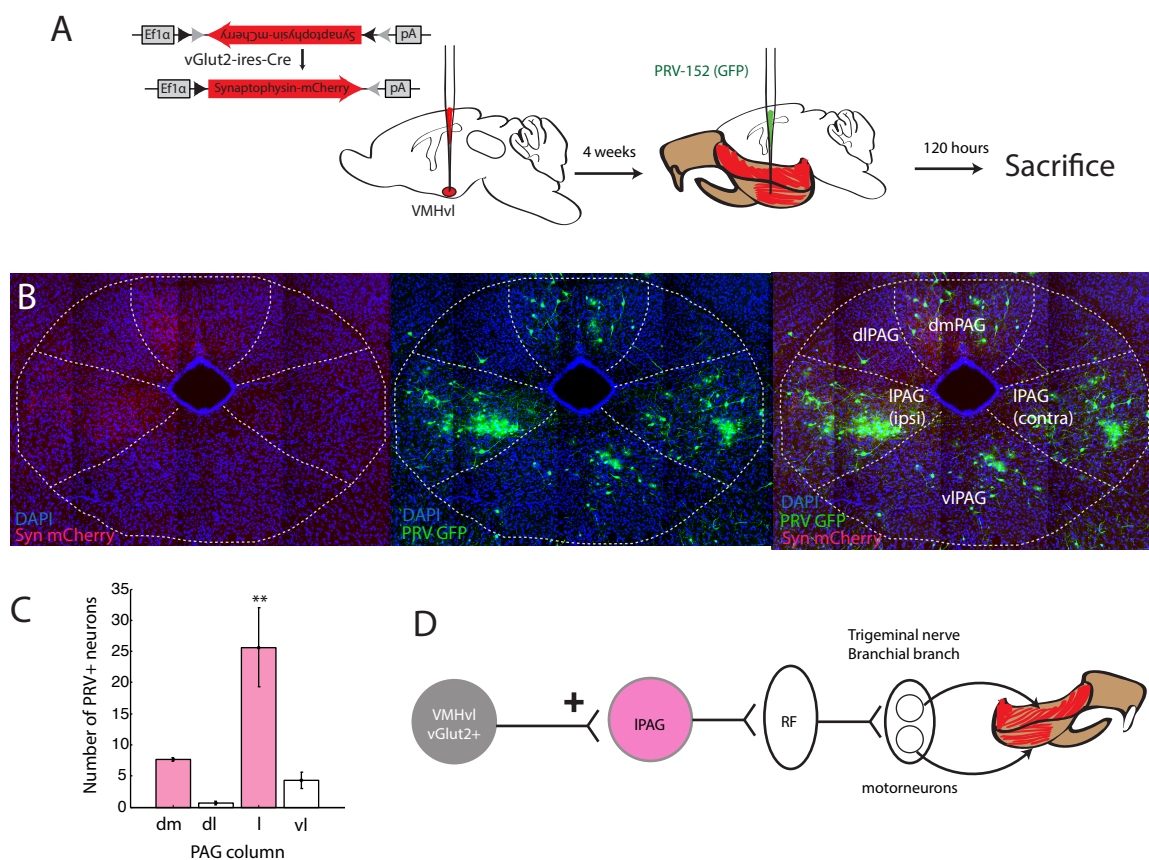 A
Ef1α
Synaptophysin-mCherry
pA
vGlut2-ires-Cre
Ef1α
Synaptophysin-mCherry
pA
VMHvl
4 weeks
PRV-152 (GFP)
120 hours
Sacrifice
B
DAPI
Syn mCherry
DAPI
PRV GFP
dlPAG
dmPAG
lPAG
(ipsi)
lPAG
(contra)
vlPAG
DAPI
PRV GFP
Syn mCherry
C
Number of PRV+ neurons
35
30
25
20
15
10
5
0
**
dm
dl
l
vl
PAG column
D
VMHvl
vGlut2+
+
lPAG
RF
Trigeminal nerve
Branchial branch
motorneurons